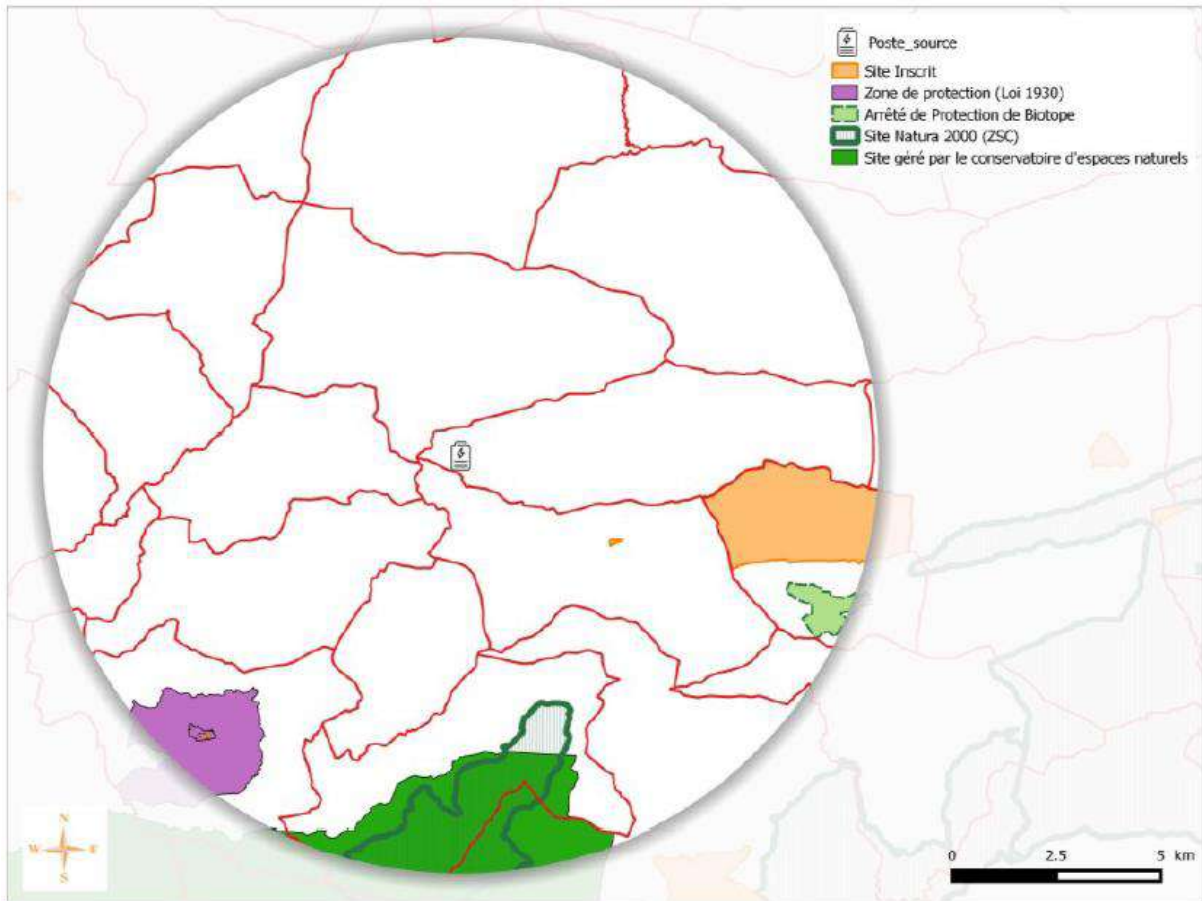 Poste_source
Site Inscrit
Zone de protection (Loi 1930)
Arrêté de Protection de Biotope
Site Natura 2000 (ZSC)
Site géré par le conservatoire d'espaces naturels
N
W E
S
0 2.5 5 km